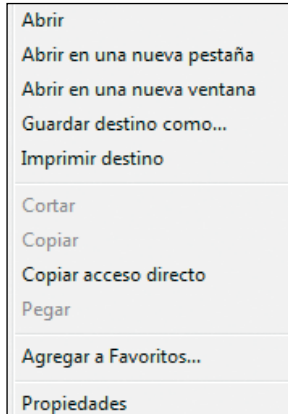 Abrir
Abrir en una nueva pestaña
Abrir en una nueva ventana
Guardar destino como...
Imprimir destino
Cortar
Copiar
Copiar acceso directo
Pegar
Agregar a Favoritos...
Propiedades